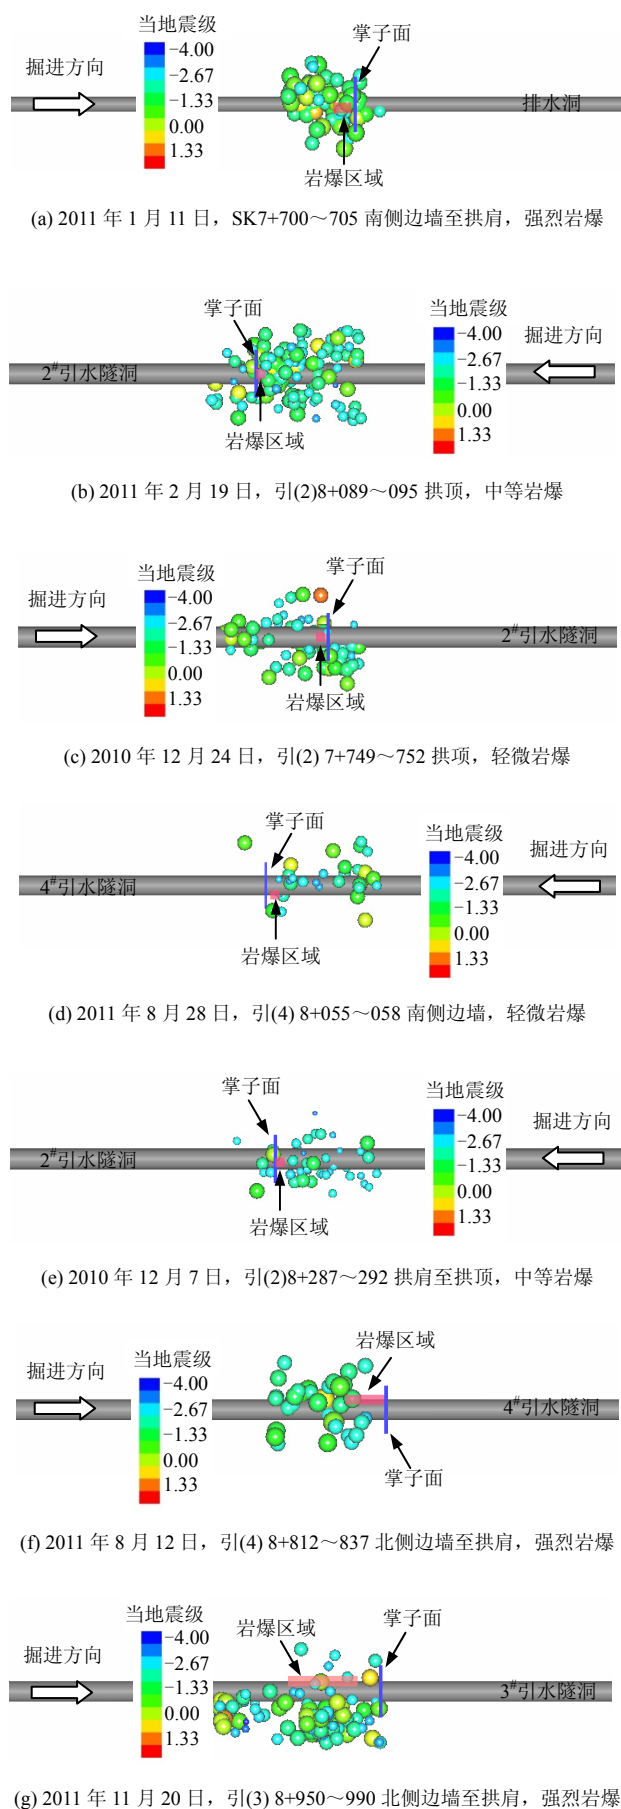 当地震级
掘进方向
−4.00
−2.67
−1.33
0.00
1.33
掌子面
排水洞
岩爆区域
(a) 2011 年 1 月 11 日，SK7+700～705 南侧边墙至拱肩，强烈岩爆
掌子面
当地震级
掘进方向
−4.00
−2.67
−1.33
0.00
1.33
2#引水隧洞
岩爆区域
(b) 2011 年 2 月 19 日，引(2)8+089～095 拱顶，中等岩爆
当地震级
掘进方向
−4.00
−2.67
−1.33
0.00
1.33
掌子面
2#引水隧洞
岩爆区域
(c) 2010 年 12 月 24 日，引(2) 7+749～752 拱项，轻微岩爆
掌子面
当地震级
掘进方向
−4.00
−2.67
−1.33
0.00
1.33
4#引水隧洞
岩爆区域
(d) 2011 年 8 月 28 日，引(4) 8+055～058 南侧边墙，轻微岩爆
掌子面
当地震级
掘进方向
−4.00
−2.67
−1.33
0.00
1.33
2#引水隧洞
岩爆区域
(e) 2010 年 12 月 7 日，引(2)8+287～292 拱肩至拱顶，中等岩爆
当地震级
掘进方向
−4.00
−2.67
−1.33
0.00
1.33
岩爆区域
4#引水隧洞
掌子面
(f) 2011 年 8 月 12 日，引(4) 8+812～837 北侧边墙至拱肩，强烈岩爆
当地震级
掘进方向
−4.00
−2.67
−1.33
0.00
1.33
岩爆区域
掌子面
3#引水隧洞
(g) 2011 年 11 月 20 日，引(3) 8+950～990 北侧边墙至拱肩，强烈岩爆